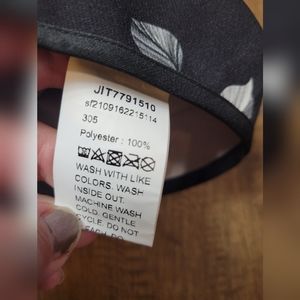 JIT7791510
sf2109162215114
305
Polyester : 100%
WASH WITH LIKE
COLORS. WASH
INSIDE OUT.
MACHINE WASH
COLD. GENTLE
CYCLE. DO NOT